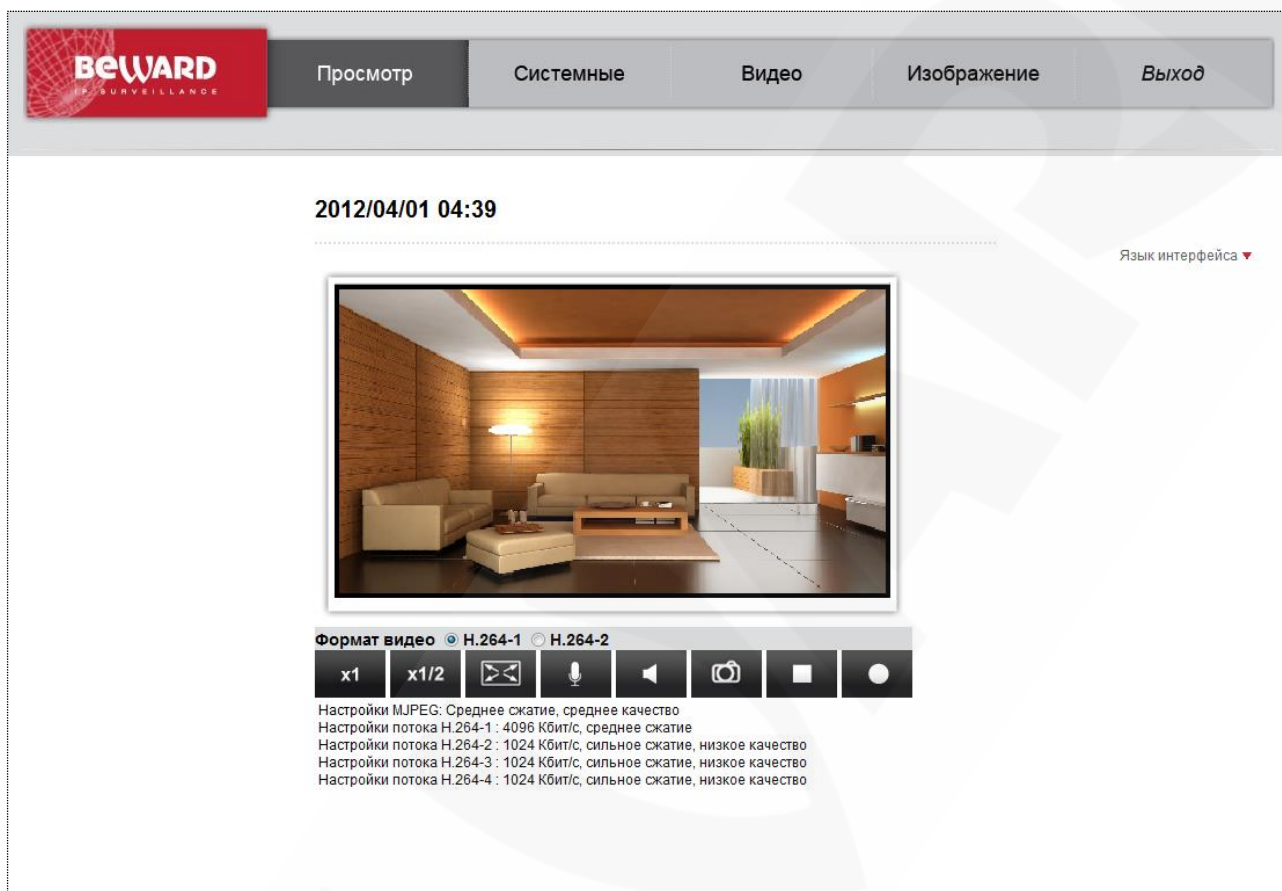 BEWARD
IP SURVEILLANCE
Просмотр
Системные
Видео
Изображение
Выход
2012/04/01 04:39
Язык интерфейса
Формат видео H.264-1 H.264-2
x1
x1/2
Настройки MJPEG: Среднее сжатие, среднее качество
Настройки потока H.264-1 : 4096 Кбит/с, среднее сжатие
Настройки потока H.264-2 : 1024 Кбит/с, сильное сжатие, низкое качество
Настройки потока H.264-3 : 1024 Кбит/с, сильное сжатие, низкое качество
Настройки потока H.264-4 : 1024 Кбит/с, сильное сжатие, низкое качество